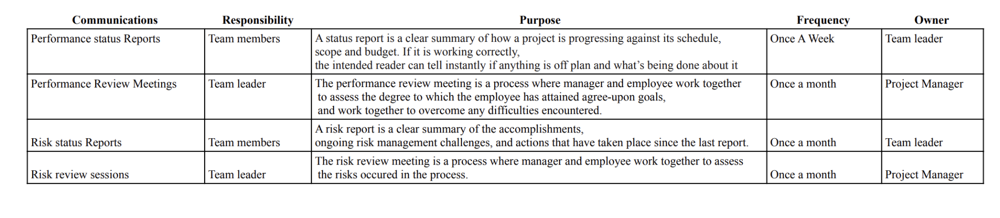 Communications Responsibility Purpose Frequency Owner
Performance status Reports Team members A status report is a clear summary of how a project is progressing against its schedule, Once A Week Team leader
scope and budget. If it is working correctly,
the intended reader can tell instantly if anything is off plan and what’s being done about it
Performance Review Meetings Team leader The performance review meeting is a process where manager and employee work together Once a month Project Manager
to assess the degree to which the employee has attained agree-upon goals,
and work together to overcome any difficulties encountered.
A risk report is a clear summary of the accomplishments,
Risk status Reports Team members ongoing risk management challenges, and actions that have taken place since the last report. Once a month Team leader
The risk review meeting is a process where manager and employee work together to assess
Risk review sessions Team leader the risks occured in the process. Once a month Project Manager